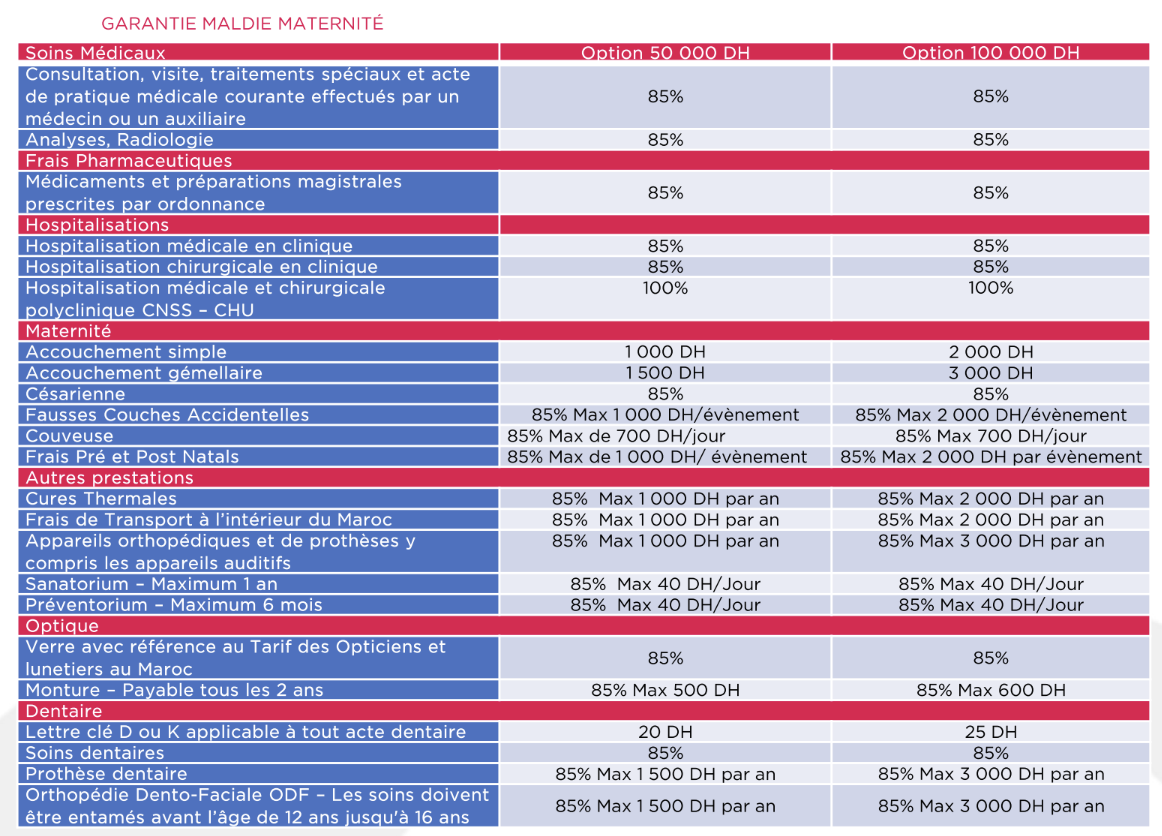 GARANTIE MALDIE MATERNITÉ
Soins Médicaux Option 50 000 DH Option 100 000 DH
Consultation, visite, traitements spéciaux et acte
de pratique médicale courante effectués par un 85% 85%
médecin ou un auxiliaire
Analyses, Radiologie 85% 85%
Frais Pharmaceutiques
Médicaments et préparations magistrales 85% 85%
prescrites par ordonnance
Hospitalisations
Hospitalisation médicale en clinique 85% 85%
Hospitalisation chirurgicale en clinique 85% 85%
Hospitalisation médicale et chirurgicale 100% 100%
polyclinique CNSS – CHU
Maternité
Accouchement simple 1 000 DH 2 000 DH
Accouchement gémellaire 1 500 DH 3 000 DH
Césarienne 85% 85%
Fausses Couches Accidentelles 85% Max 1 000 DH/évènement 85% Max 2 000 DH/évènement
Couveuse 85% Max de 700 DH/jour 85% Max 700 DH/jour
Frais Pré et Post Natals 85% Max de 1 000 DH/ évènement 85% Max 2 000 DH par évènement
Autres prestations
Cures Thermales 85% Max 1 000 DH par an 85% Max 2 000 DH par an
Frais de Transport à l'intérieur du Maroc 85% Max 1 000 DH par an 85% Max 2 000 DH par an
Appareils orthopédiques et de prothèses y 85% Max 1 000 DH par an 85% Max 3 000 DH par an
compris les appareils auditifs
Sanatorium – Maximum 1 an 85% Max 40 DH/Jour 85% Max 40 DH/Jour
Préventorium – Maximum 6 mois 85% Max 40 DH/Jour 85% Max 40 DH/Jour
Optique
Verre avec référence au Tarif des Opticiens et 85% 85%
lunetiers au Maroc
Monture – Payable tous les 2 ans 85% Max 500 DH 85% Max 600 DH
Dentaire
Lettre clé D ou K applicable à tout acte dentaire 20 DH 25 DH
Soins dentaires 85% 85%
Prothèse dentaire 85% Max 1 500 DH par an 85% Max 3 000 DH par an
Orthopédie Dento-Faciale ODF – Les soins doivent 85% Max 1 500 DH par an 85% Max 3 000 DH par an
être entamés avant l'âge de 12 ans jusqu'à 16 ans